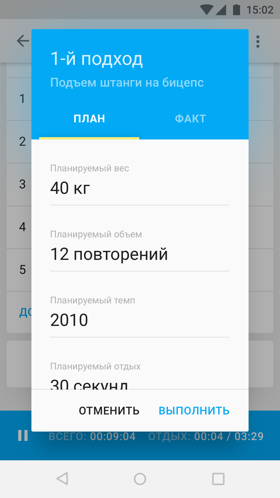 15:02
1-й подход
Подъем штанги на бицепс
ПЛАН
ФАКТ
1
2
3
4
5
Планируемый вес
40 кг
Планируемый объем
12 повторений
Планируемый темп
2010
Планируемый отдых
30 секунд
ОТМЕНИТЬ
ВЫПОЛНИТЬ
ВСЕГО: 00:09:04
ОТДЫХ: 00:04 / 03:29